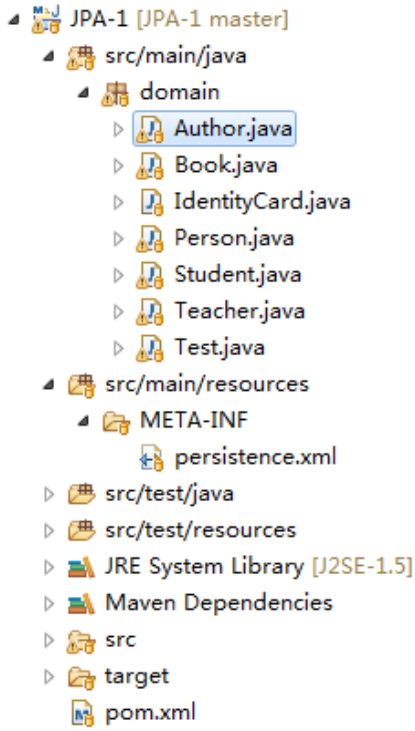 JPA-1 [JPA-1 master]
src/main/java
domain
Author.java
Book.java
IdentityCard.java
Person.java
Student.java
Teacher.java
Test.java
src/main/resources
META-INF
persistence.xml
src/test/java
src/test/resources
JRE System Library [J2SE-1.5]
Maven Dependencies
src
target
pom.xml